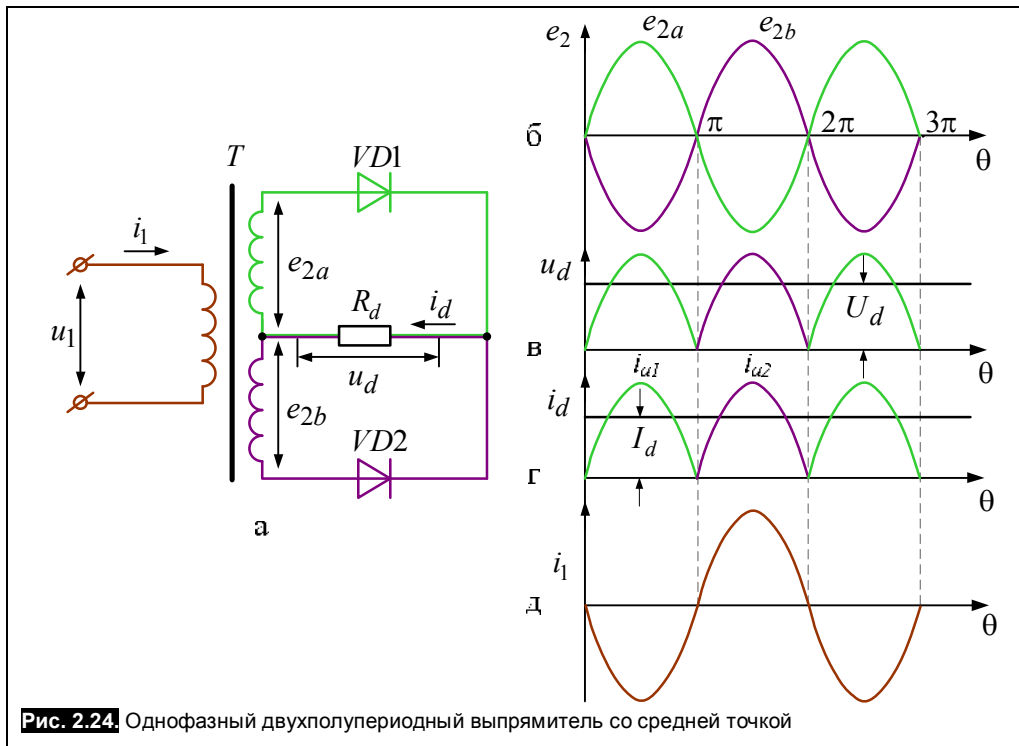 T
VD1
i1
e2a
u1
Rd
id
ud
e2b
VD2
а
e2
e2a
e2b
б
π
2π
3π
θ
ud
Ud
в
θ
ia1
ia2
id
Id
г
θ
i1
д
θ
Рис. 2.24. Однофазный двухполупериодный выпрямитель со средней точкой